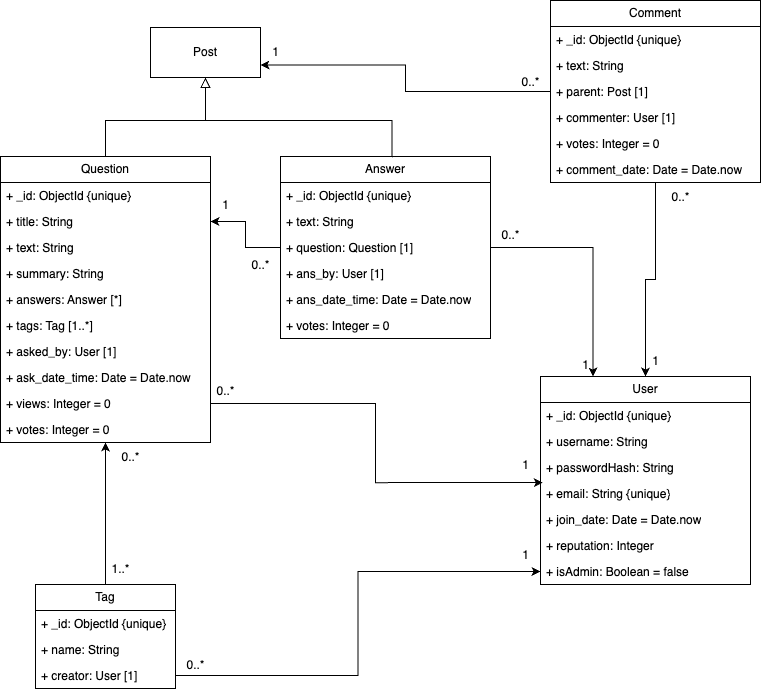 Comment
+ _id: ObjectId {unique}
+ text: String
+ parent: Post [1]
+ commenter: User [1]
+ votes: Integer = 0
+ comment_date: Date = Date.now
Post
1
0..*
0..*
1
Question
+ _id: ObjectId {unique}
+ title: String
+ text: String
+ summary: String
+ answers: Answer [*]
+ tags: Tag [1..*]
+ asked_by: User [1]
+ ask_date_time: Date = Date.now
+ views: Integer = 0
+ votes: Integer = 0
1
0..*
Answer
+ _id: ObjectId {unique}
+ text: String
+ question: Question [1]
+ ans_by: User [1]
+ ans_date_time: Date = Date.now
+ votes: Integer = 0
0..*
1
0..*
1
User
+ _id: ObjectId {unique}
+ username: String
+ passwordHash: String
+ email: String {unique}
+ join_date: Date = Date.now
+ reputation: Integer
+ isAdmin: Boolean = false
0..*
1..*
1
Tag
+ _id: ObjectId {unique}
+ name: String
+ creator: User [1]
0..*